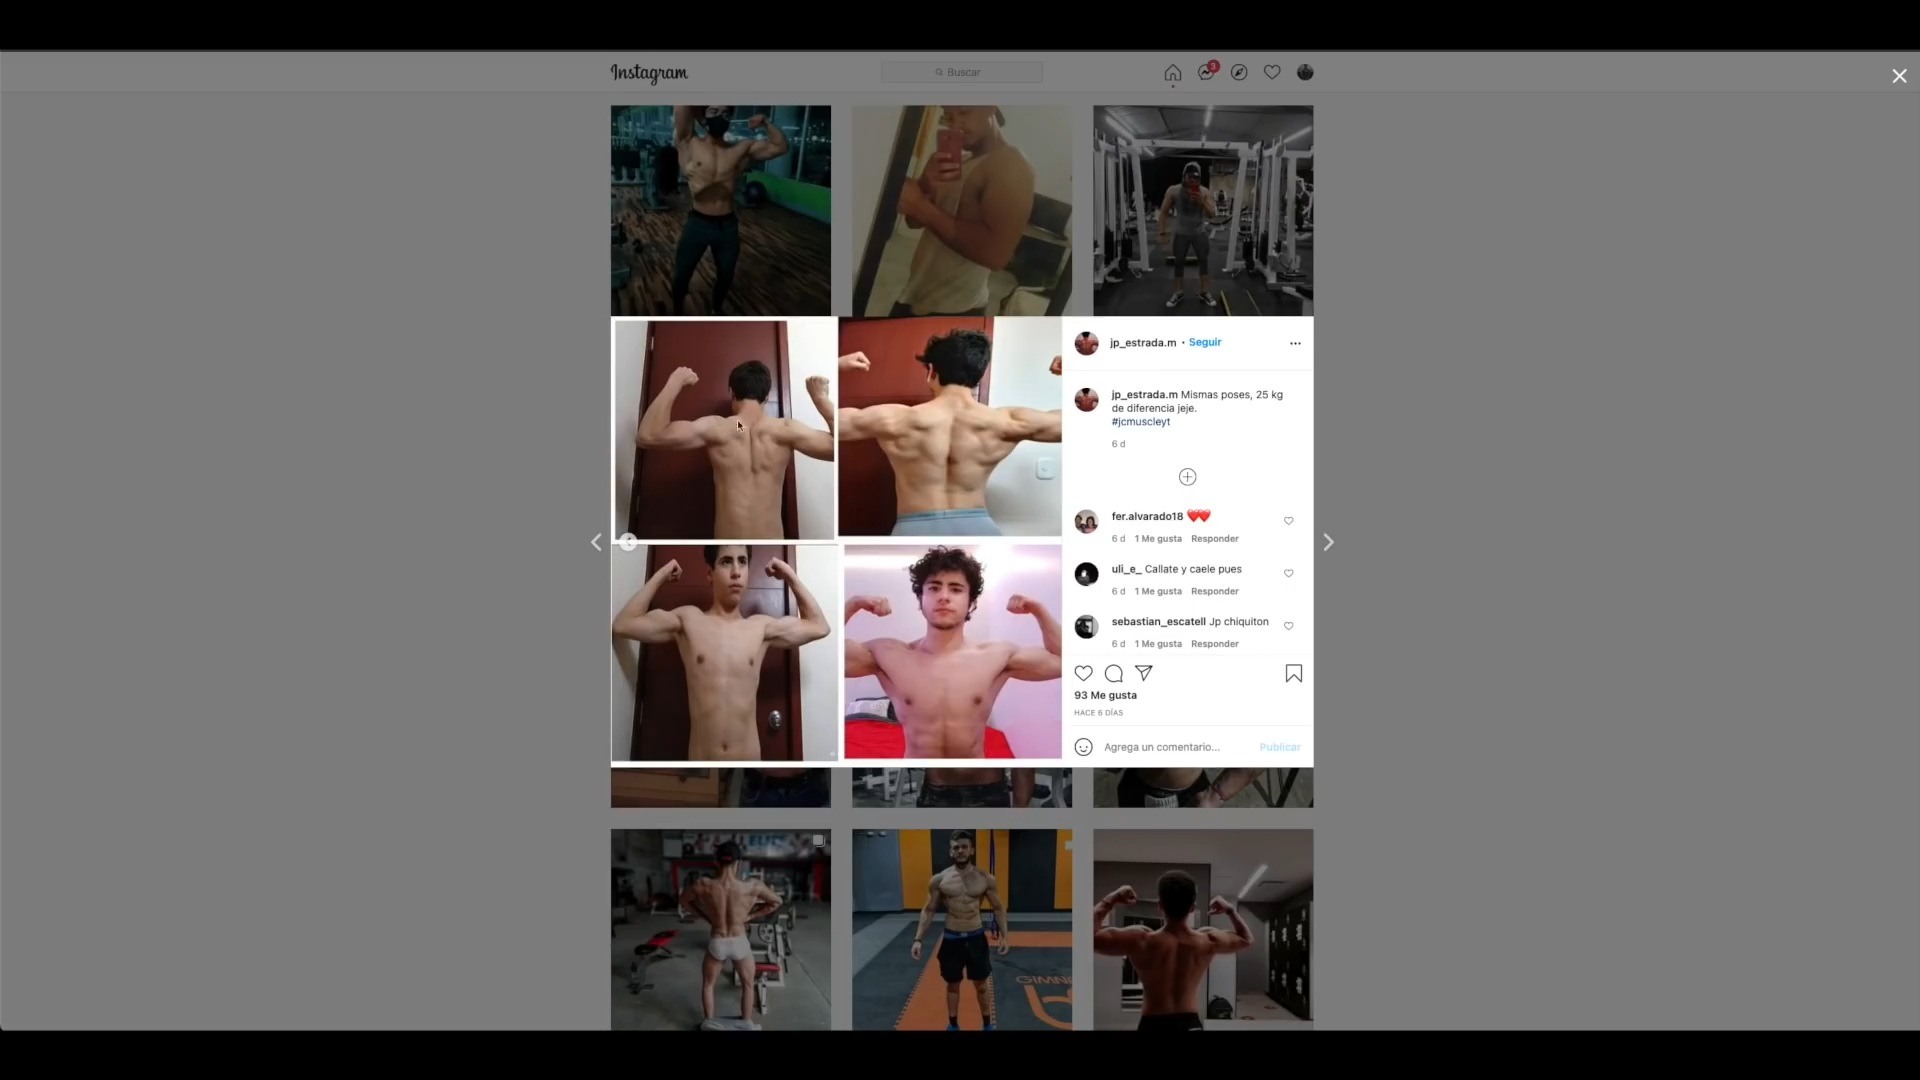 Instagram
Buscar
3
jp_estrada.m • Seguir
jp_estrada.m Mismas poses, 25 kg
de diferencia jeje.
#jcmuscleyt
6 d
fer.alvarado18 ❤️❤️
6 d 1 Me gusta Responder
uli_e_ Callate y caele pues
6 d 1 Me gusta Responder
sebastian_escatell Jp chiquiton
6 d 1 Me gusta Responder
93 Me gusta
HACE 6 DÍAS
Agrega un comentario... Publicar